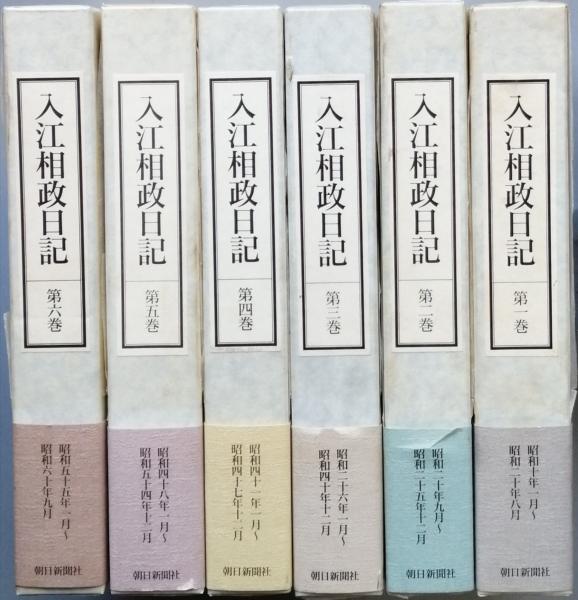 入江相政日記
第一巻
昭和十年一月〜
昭和二十年八月
朝日新聞社
入江相政日記
第二巻
昭和二十年九月〜
昭和二十五年十二月
朝日新聞社
入江相政日記
第三巻
昭和二十六年一月〜
昭和四十年十二月
朝日新聞社
入江相政日記
第四巻
昭和四十一年一月〜
昭和四十七年十二月
朝日新聞社
入江相政日記
第五巻
昭和四十八年一月〜
昭和五十四年十二月
朝日新聞社
入江相政日記
第六巻
昭和五十五年一月〜
昭和六十年九月
朝日新聞社